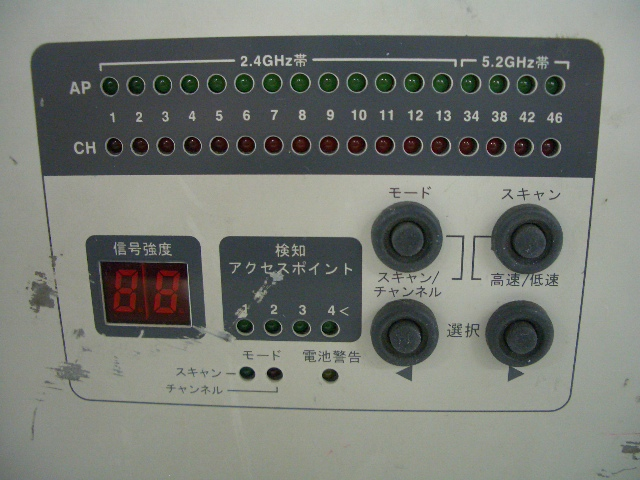 2.4GHz帯 5.2GHz帯
AP
1 2 3 4 5 6 7 8 9 10 11 12 13 34 38 42 46
CH
モード スキャン
信号強度
88
検知
アクセスポイント
1 2 3 4<
スキャン/
チャンネル
高速/低速
選択
モード 電池警告
スキャン
チャンネル